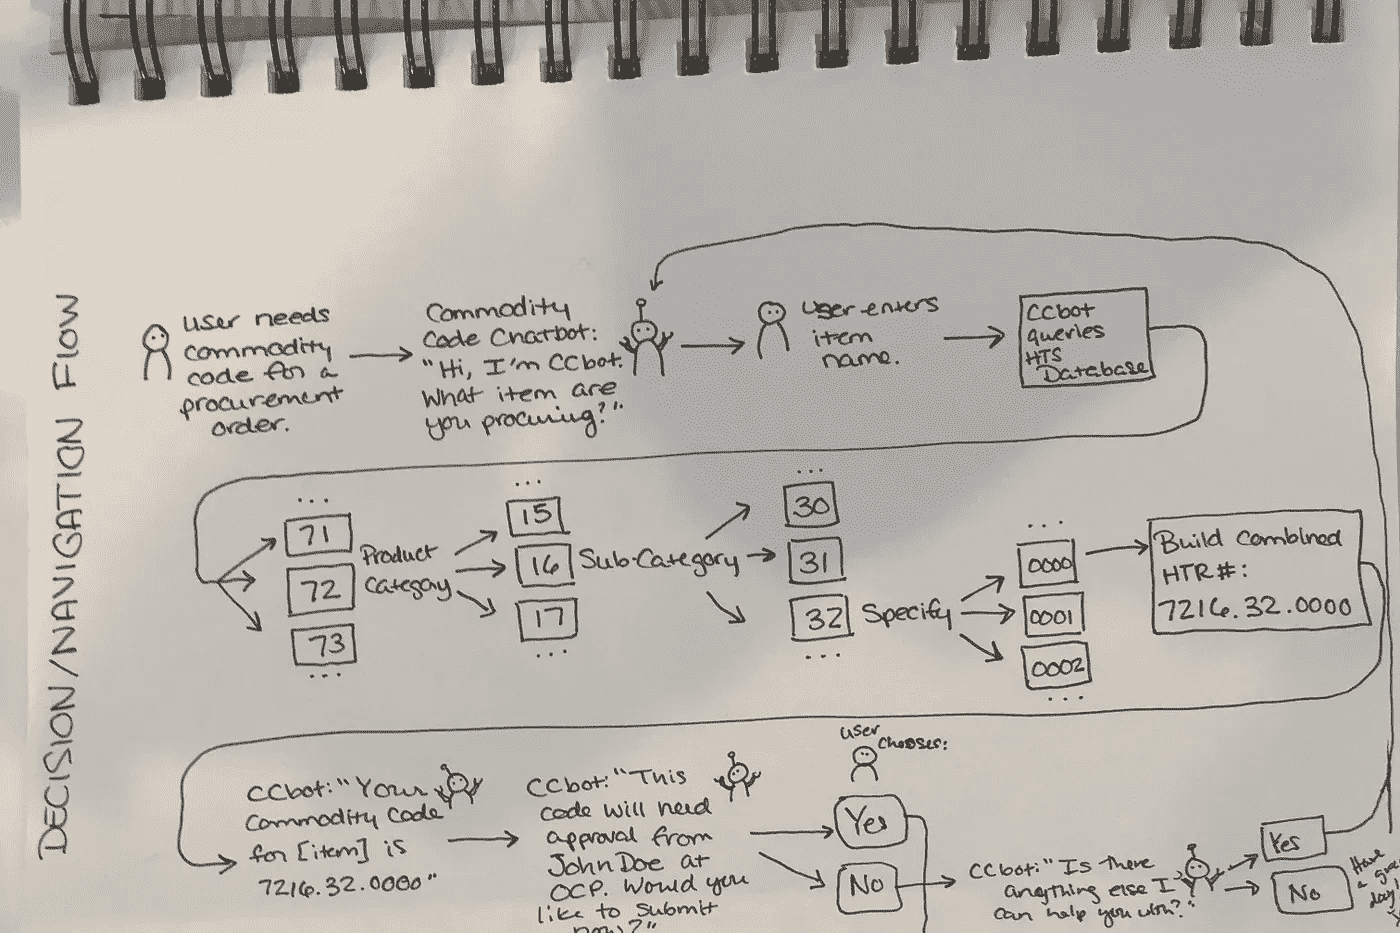 DECISION/NAVIGATION FLOW
user needs
commodity
code for a
procurement
order.
Commodity
Code Chatbot:
"Hi, I'm CCbot.
What item are
you procuring?"
user enters
item
name.
CCbot
queries
HTS
Database
...
71
72
73
...
Product
Category
...
15
16
17
...
Sub-Category
...
30
31
32
...
Specify
...
0000
0001
0002
...
Build Combined
HTR#:
7216.32.0000
CCbot: "Your
Commodity Code
for [item] is
7216.32.0000"
CCbot: "This
code will need
approval from
John Doe at
OCP. Would you
like to submit
now?"
user
chooses:
Yes
No
CCbot: "Is there
anything else I
can help you with?"
Yes
No
Have
a
day!